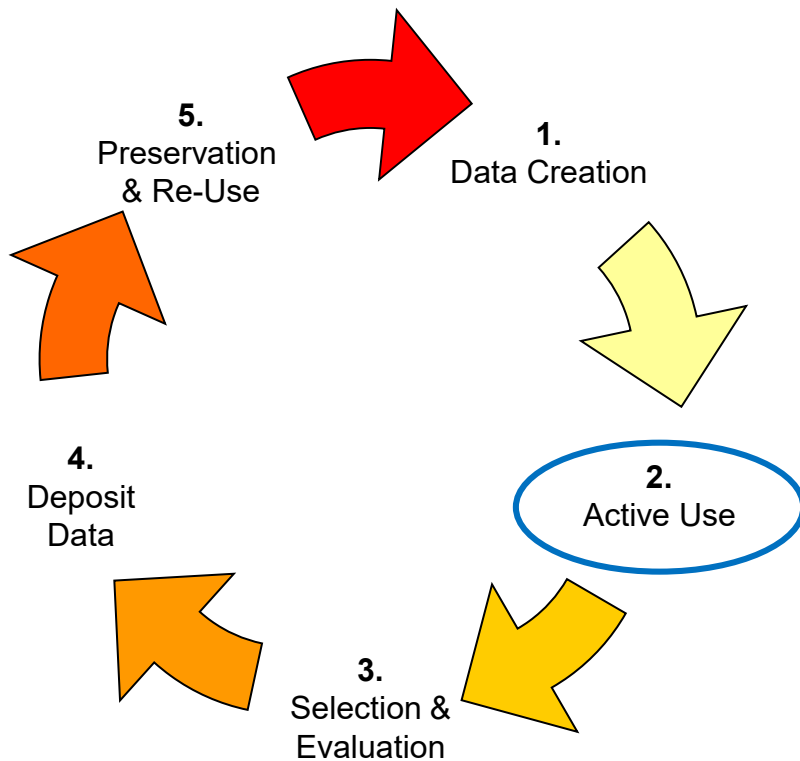 1.
Data Creation
2.
Active Use
3.
Selection &
Evaluation
4.
Deposit
Data
5.
Preservation
& Re-Use